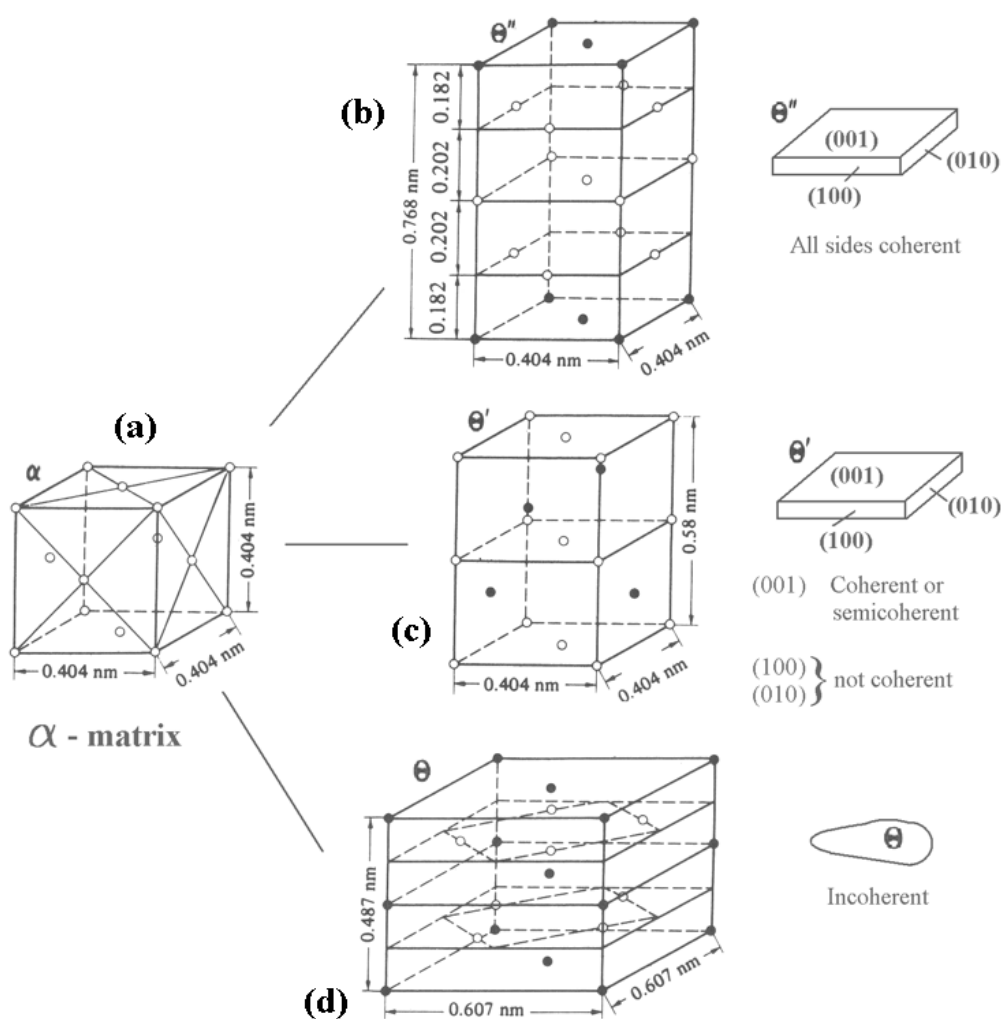 Θ"
(b)
0.182
0.202
0.202
0.182
0.768 nm
0.404 nm
0.404 nm
Θ"
(001)
(010)
(100)
All sides coherent
(a)
α
0.404 nm
0.404 nm
0.404 nm
α - matrix
Θ'
(c)
0.58 nm
0.404 nm
0.404 nm
Θ'
(001)
(010)
(100)
(001) Coherent or
semicoherent
(100)
(010) } not coherent
Θ
0.487 nm
(d)
0.607 nm
0.607 nm
Θ
Incoherent